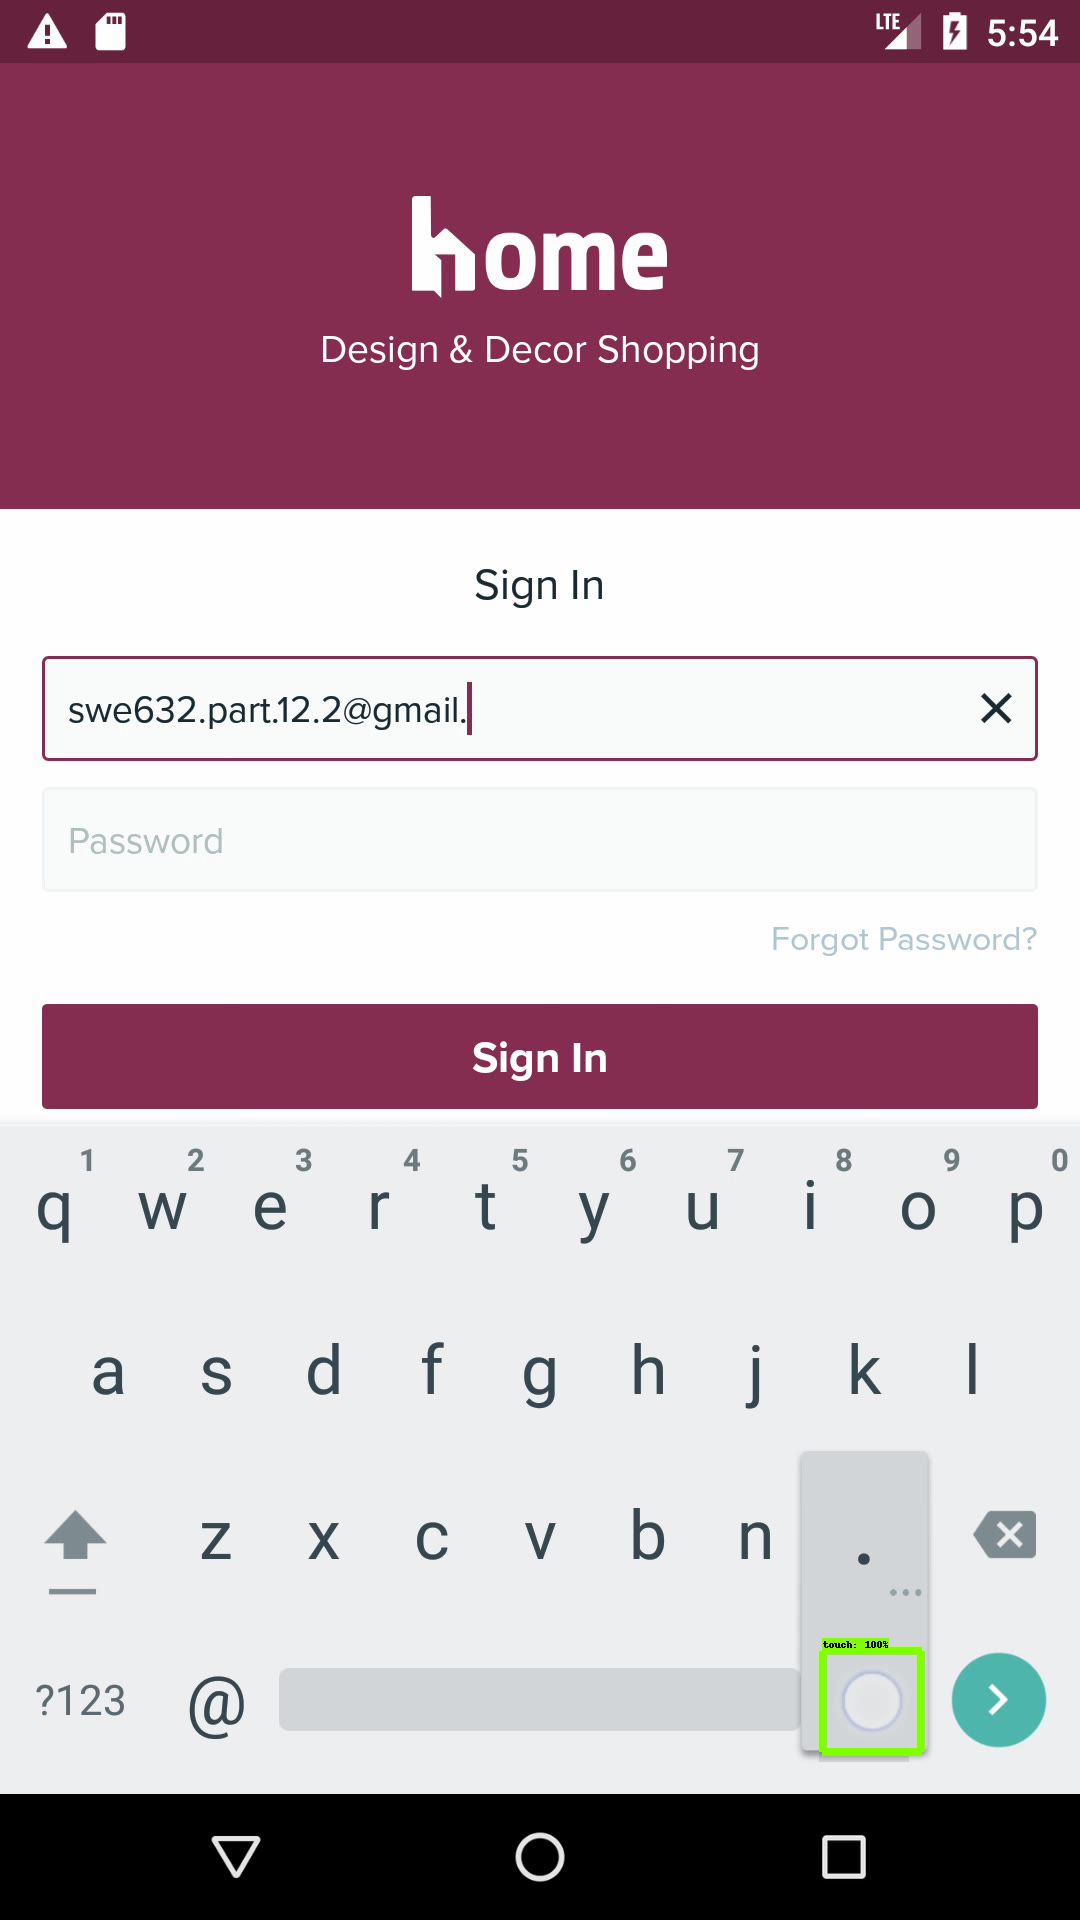 LTE 5:54
home
Design & Decor Shopping
Sign In
swe632.part.12.2@gmail.
Password
Forgot Password?
Sign In
1 2 3 4 5 6 7 8 9 0
q w e r t y u i o p
a s d f g h j k l
z x c v b n .
...
touch: 100%
?123 @